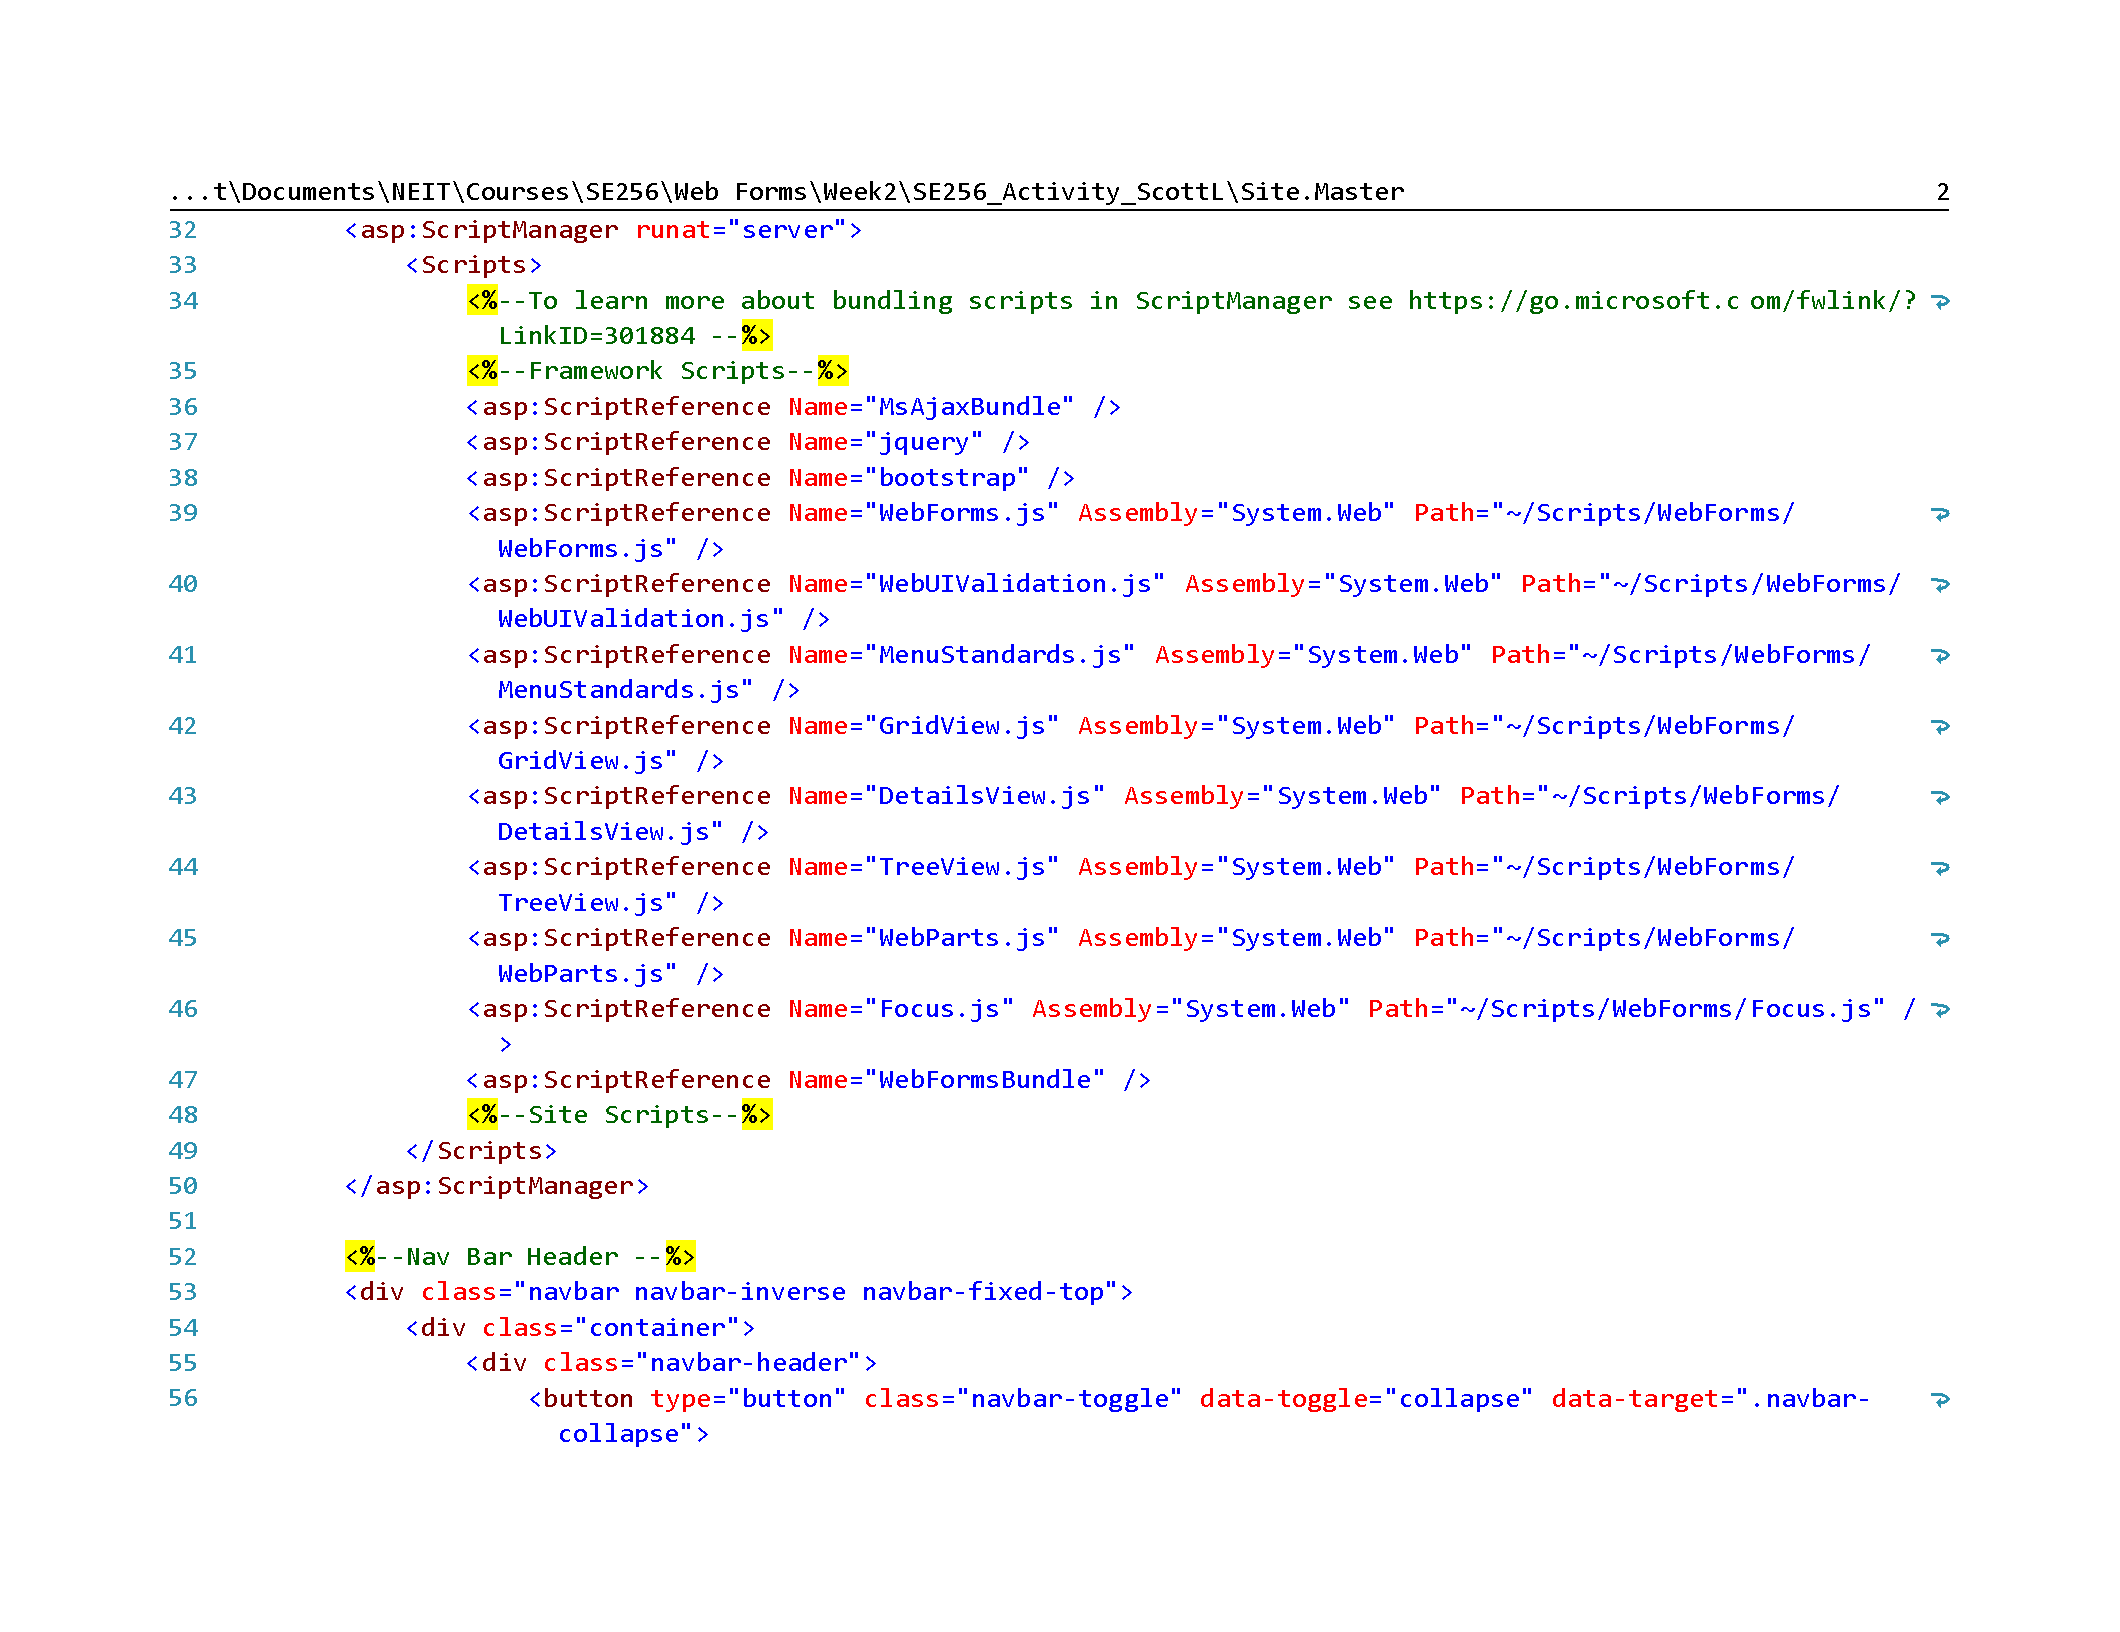 ...t\Documents\NEIT\Courses\SE256\Web Forms\Week2\SE256_Activity_ScottL\Site.Master 2
32 <asp:ScriptManager runat="server">
33 <Scripts>
34 <%--To learn more about bundling scripts in ScriptManager see https://go.microsoft.c om/fwlink/?
LinkID=301884 --%>
35 <%--Framework Scripts--%>
36 <asp:ScriptReference Name="MsAjaxBundle" />
37 <asp:ScriptReference Name="jquery" />
38 <asp:ScriptReference Name="bootstrap" />
39 <asp:ScriptReference Name="WebForms.js" Assembly="System.Web" Path="~/Scripts/WebForms/
WebForms.js" />
40 <asp:ScriptReference Name="WebUIValidation.js" Assembly="System.Web" Path="~/Scripts/WebForms/
WebUIValidation.js" />
41 <asp:ScriptReference Name="MenuStandards.js" Assembly="System.Web" Path="~/Scripts/WebForms/
MenuStandards.js" />
42 <asp:ScriptReference Name="GridView.js" Assembly="System.Web" Path="~/Scripts/WebForms/
GridView.js" />
43 <asp:ScriptReference Name="DetailsView.js" Assembly="System.Web" Path="~/Scripts/WebForms/
DetailsView.js" />
44 <asp:ScriptReference Name="TreeView.js" Assembly="System.Web" Path="~/Scripts/WebForms/
TreeView.js" />
45 <asp:ScriptReference Name="WebParts.js" Assembly="System.Web" Path="~/Scripts/WebForms/
WebParts.js" />
46 <asp:ScriptReference Name="Focus.js" Assembly="System.Web" Path="~/Scripts/WebForms/Focus.js" /
>
47 <asp:ScriptReference Name="WebFormsBundle" />
48 <%--Site Scripts--%>
49 </Scripts>
50 </asp:ScriptManager>
51
52 <%--Nav Bar Header --%>
53 <div class="navbar navbar-inverse navbar-fixed-top">
54 <div class="container">
55 <div class="navbar-header">
56 <button type="button" class="navbar-toggle" data-toggle="collapse" data-target=".navbar-
collapse">